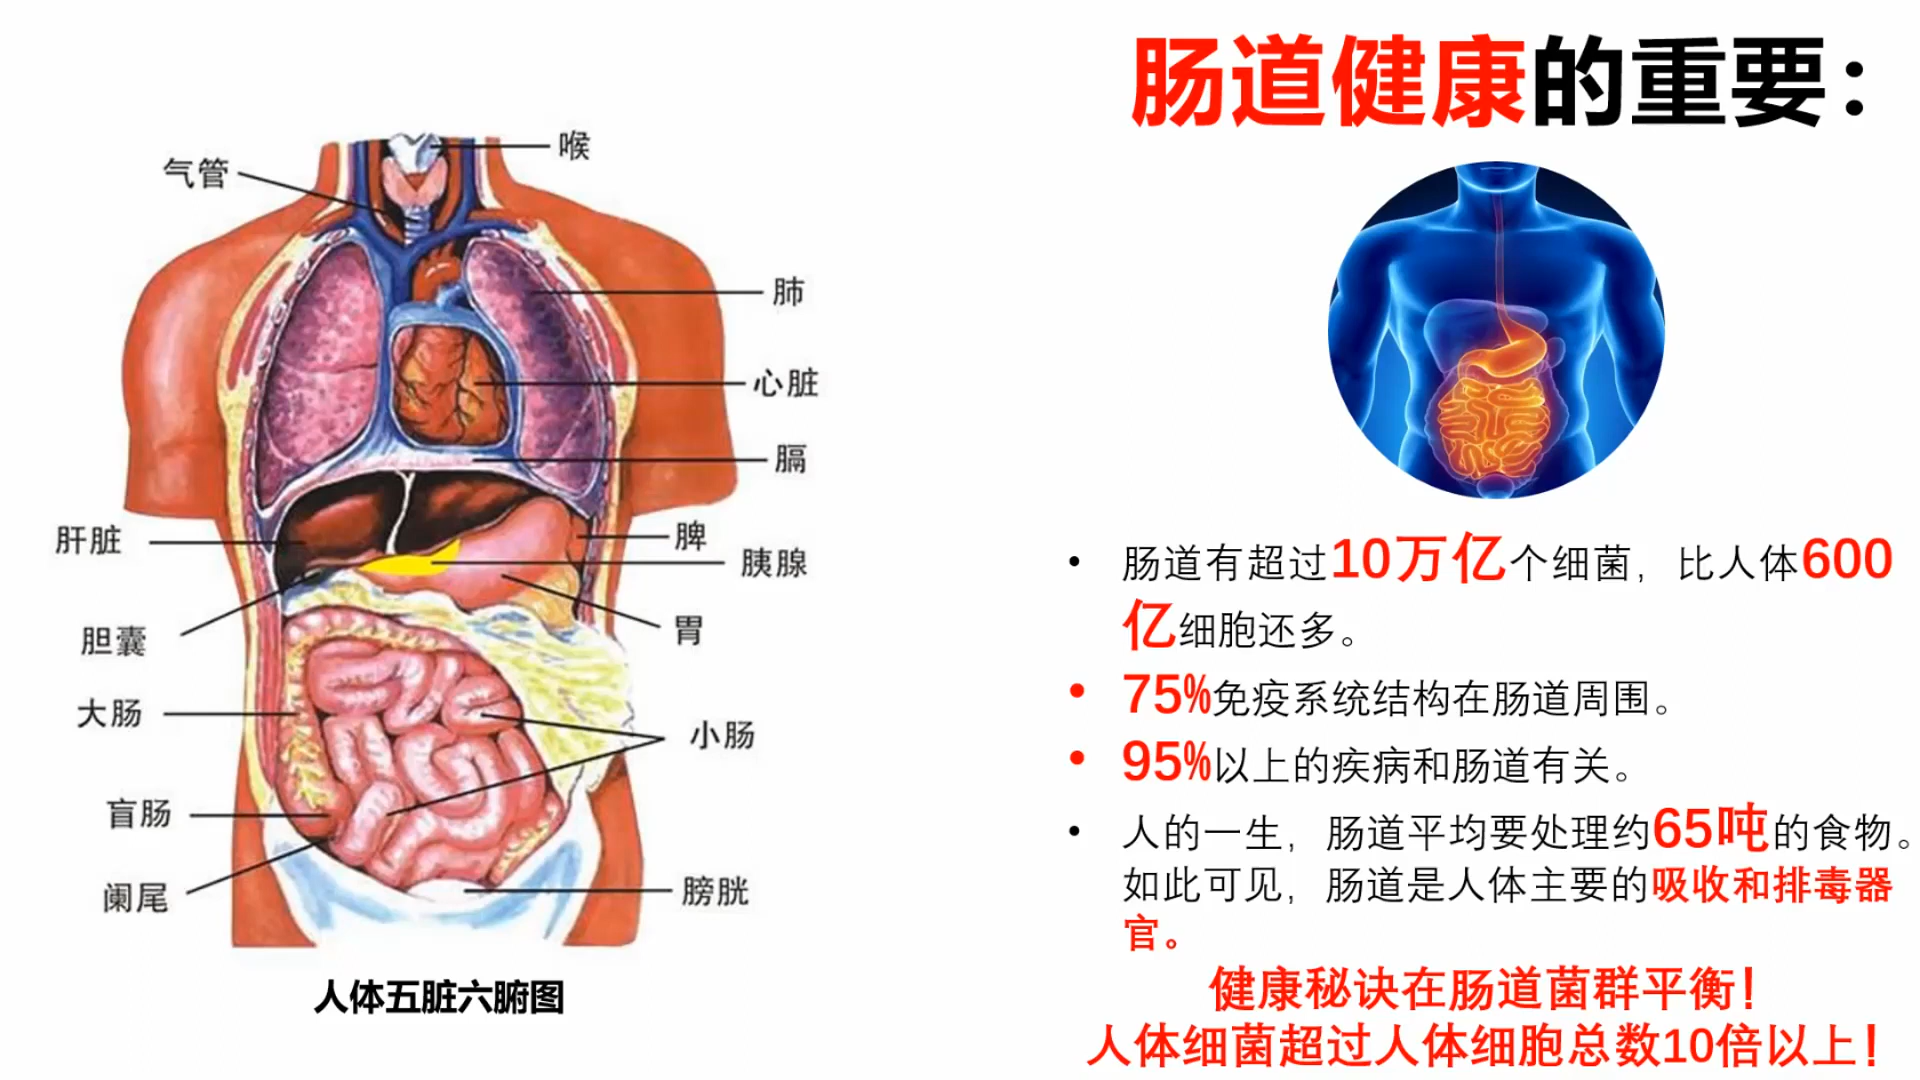 肠道健康的重要：
喉
气管
肺
心脏
膈
肝脏
脾
胰腺
胆囊
胃
大肠
小肠
盲肠
阑尾
膀胱
人体五脏六腑图
• 肠道有超过10万亿个细菌，比人体600
亿细胞还多。
• 75%免疫系统结构在肠道周围。
• 95%以上的疾病和肠道有关。
• 人的一生，肠道平均要处理约65吨的食物。
如此可见，肠道是人体主要的吸收和排毒器
官。
健康秘诀在肠道菌群平衡！
人体细菌超过人体细胞总数10倍以上！